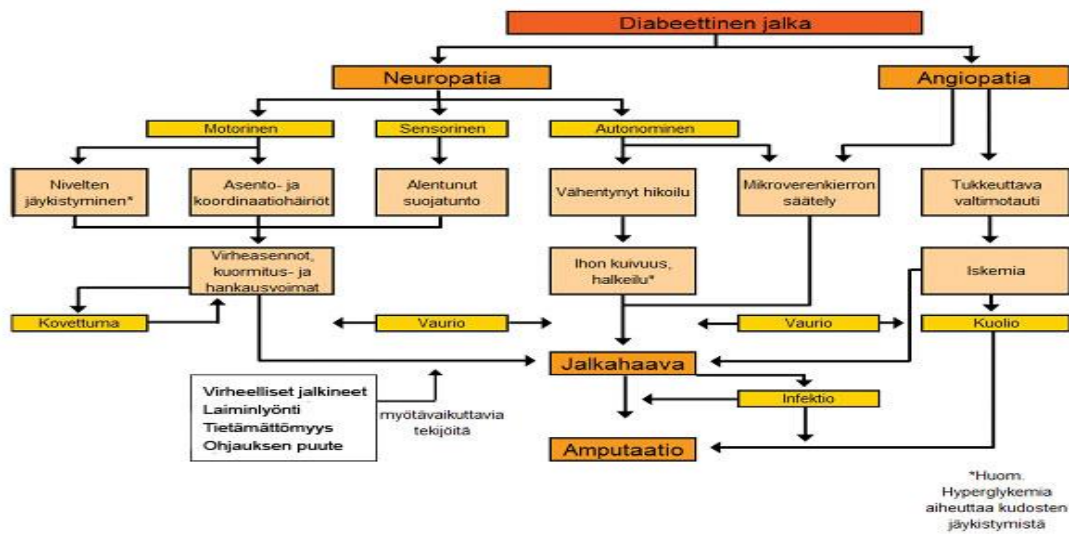 Diabeettinen jalka
Neuropatia
Angiopatia
Motorinen
Sensorinen
Autonominen
Nivelten
jäykistyminen*
Asento- ja
koordinaatiohäiriöt
Alentunut
suojatunto
Vähentynyt hikoilu
Mikroverenkierron
säätely
Tukkeuttava
valtimotauti
Virheasennot,
kuormitus- ja
hankausvoimat
Ihon kuivuus,
halkeilu*
Iskemia
Kovettuma
Vaurio
Vaurio
Kuolio
Jalkahaava
Virheelliset jalkineet
Laiminlyönti
Tietämättömyys
Ohjauksen puute
myötävaikuttavia
tekijöitä
Infektio
Amputaatio
*Huom.
Hyperglykemia
aiheuttaa kudosten
jäykistymistä